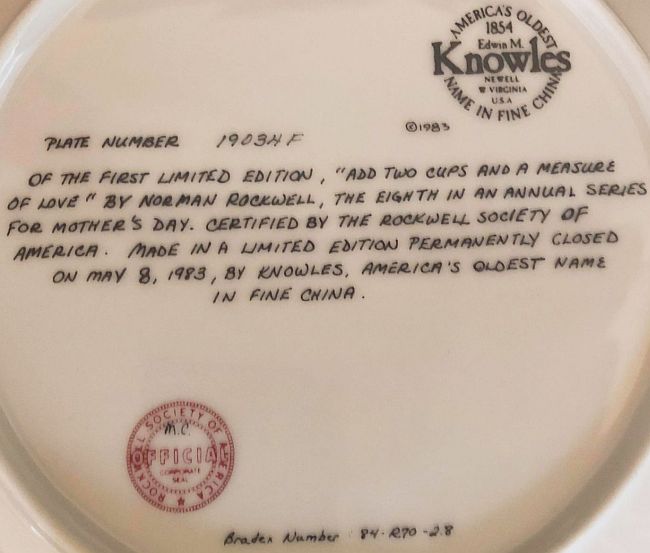 AMERICA'S OLDEST
1854
Edwin M.
Knowles
NEWELL
W VIRGINIA
U.S.A
NAME IN FINE CHINA
©1983
PLATE NUMBER 19034F
OF THE FIRST LIMITED EDITION, "ADD TWO CUPS AND A MEASURE
OF LOVE" BY NORMAN ROCKWELL, THE EIGHTH IN AN ANNUAL SERIES
FOR MOTHER'S DAY. CERTIFIED BY THE ROCKWELL SOCIETY OF
AMERICA. MADE IN A LIMITED EDITION PERMANENTLY CLOSED
ON MAY 8, 1983, BY KNOWLES, AMERICA'S OLDEST NAME
IN FINE CHINA.
ROCKWELL SOCIETY OF AMERICA
M.C.
OFFICIAL
CORPORATE
SEAL
Bradex Number 84-R70-2.8